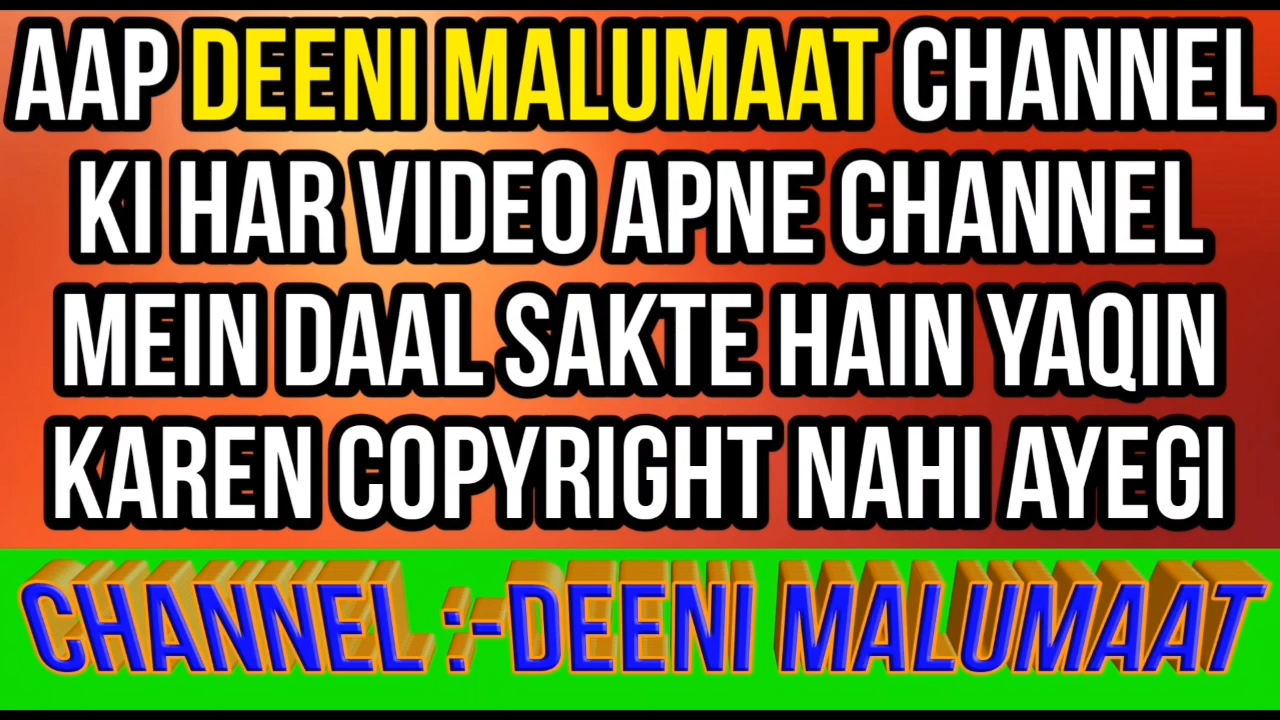 AAP DEENI MALUMAAT CHANNEL
KI HAR VIDEO APNE CHANNEL
MEIN DAAL SAKTE HAIN YAQIN
KAREN COPYRIGHT NAHI AYEGI
CHANNEL :-DEENI MALUMAAT